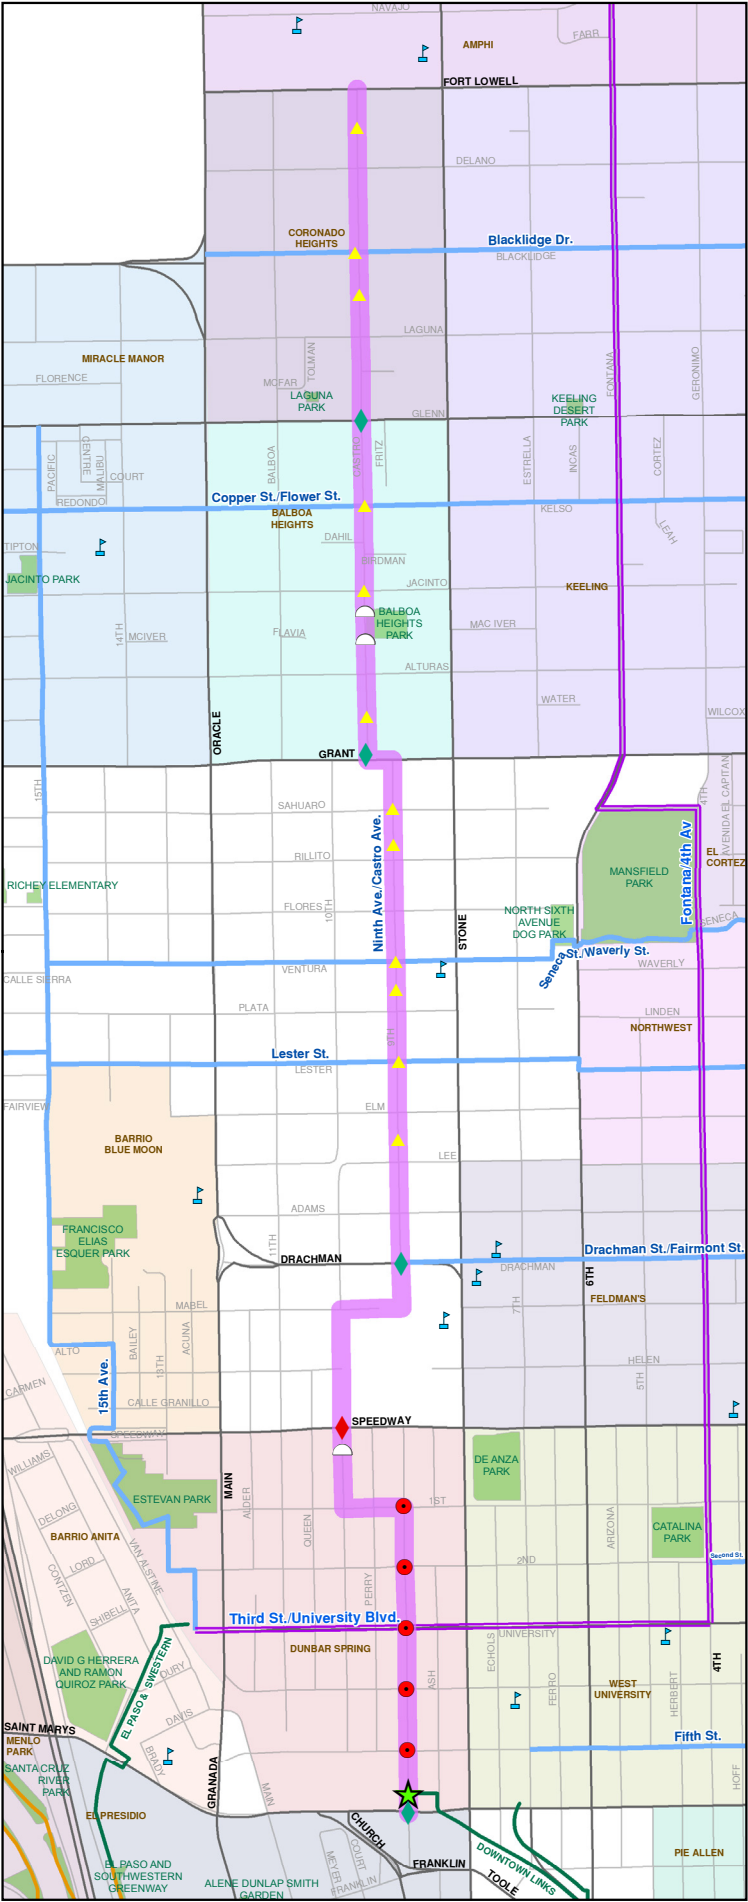 NAVAJO
FARR
AMPHI
FORT LOWELL
DELANO
CORONADO
HEIGHTS
Blacklidge Dr.
BLACKLIDGE
LAGUNA
TOLMAN
FONTANA
GERONIMO
MIRACLE MANOR
FLORENCE
MCFAR
LAGUNA
PARK
KEELING
DESERT
PARK
GLENN
PACIFIC
CENTRE
MALIBU
COURT
BALBOA
CASTRO
FRITZ
ESTRELLA
INCAS
CORTEZ
REDONDO
Copper St./Flower St.
BALBOA
HEIGHTS
KELSO
LEAH
TIPTON
DAHIL
BIRDMAN
JACINTO PARK
JACINTO
KEELING
BALBOA
HEIGHTS
PARK
14TH
MCIVER
FLAVIA
MAC IVER
ALTURAS
WATER
WILCOX
ORACLE
GRANT
15TH
4TH
AVENIDA EL CAPITAN
SAHUARO
Ninth Ave./Castro Ave.
Fontana/4th Av
RILLITO
EL
CORTEZ
MANSFIELD
PARK
RICHEY ELEMENTARY
FLORES
10TH
NORTH SIXTH
AVENUE
DOG PARK
STONE
SENECA
Seneca
St./Waverly St.
WAVERLY
VENTURA
CALLE SIERRA
PLATA
LINDEN
NORTHWEST
9TH
Lester St.
LESTER
FAIRVIEW
ELM
BARRIO
BLUE MOON
LEE
ADAMS
FRANCISCO
ELIAS
ESQUER PARK
11TH
DRACHMAN
Drachman St./Fairmont St.
DRACHMAN
6TH
FELDMAN'S
7TH
MABEL
BAILEY
ACUNA
13TH
ALTO
HELEN
5TH
CARMEN
15th Ave.
CALLE GRANILLO
SPEEDWAY
SPEEDWAY
WILLIAMS
DE ANZA
PARK
MAIN
ALDER
ESTEVAN PARK
1ST
DELONG
QUEEN
ARIZONA
CATALINA
PARK
BARRIO ANITA
VAN ALSTINE
LORD
2ND
Second St.
CONTZEN
ANITA
PERRY
SHIBELL
Third St./University Blvd.
UNIVERSITY
DUNBAR SPRING
ECHOLS
EL PASO & SWESTERN
DAVID G HERRERA
AND RAMON
QUIROZ PARK
OURY
ASH
FERRO
WEST
UNIVERSITY
HERBERT
4TH
DAVIS
SAINT MARYS
MENLO
PARK
BRADY
Fifth St.
SANTA CRUZ
RIVER
PARK
GRANADA
MAIN
HOFF
EL PRESIDIO
CHURCH
MEYER
COURT
FRANKLIN
FRANKLIN
TOOLE
DOWNTOWN LINKS
PIE ALLEN
EL PASO AND
SOUTHWESTERN
GREENWAY
ALENE DUNLAP SMITH
GARDEN